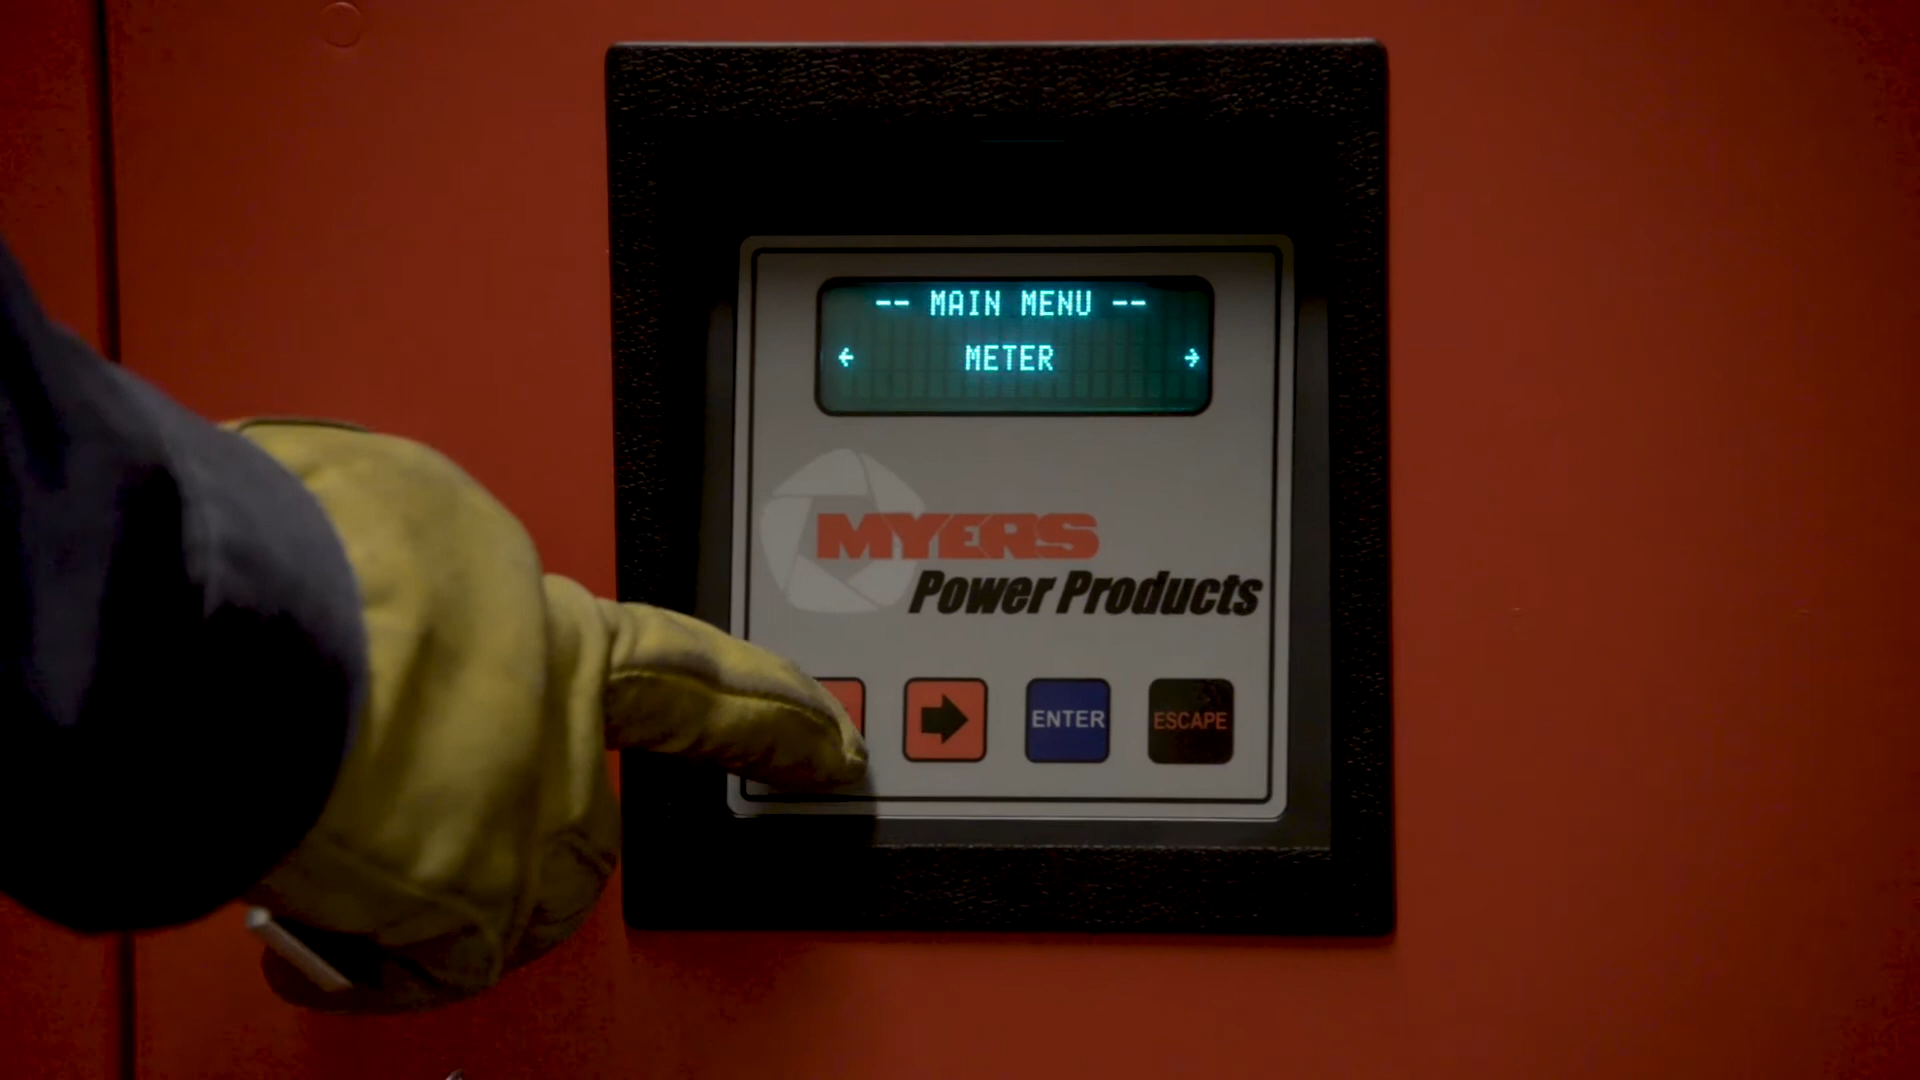 -- MAIN MENU --
← METER →
MYERS
Power Products
ENTER
ESCAPE